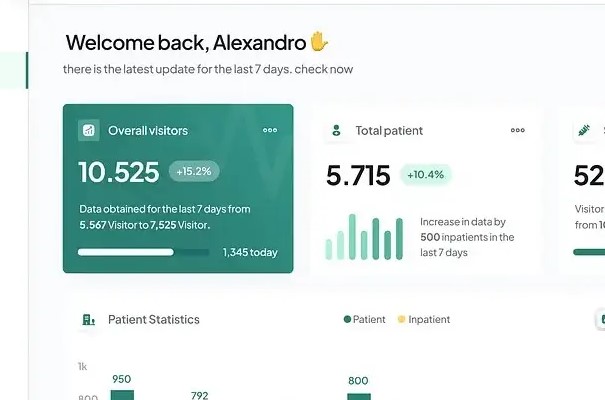 Welcome back, Alexandro
there is the latest update for the last 7 days. check now
Overall visitors
10.525 +15.2%
Data obtained for the last 7 days from
5.567 Visitor to 7,525 Visitor.
1,345 today
Total patient
5.715 +10.4%
Increase in data by
500 inpatients in the
last 7 days
52
Visitor
from
Patient Statistics
Patient
Inpatient
1k
950
792
800
800